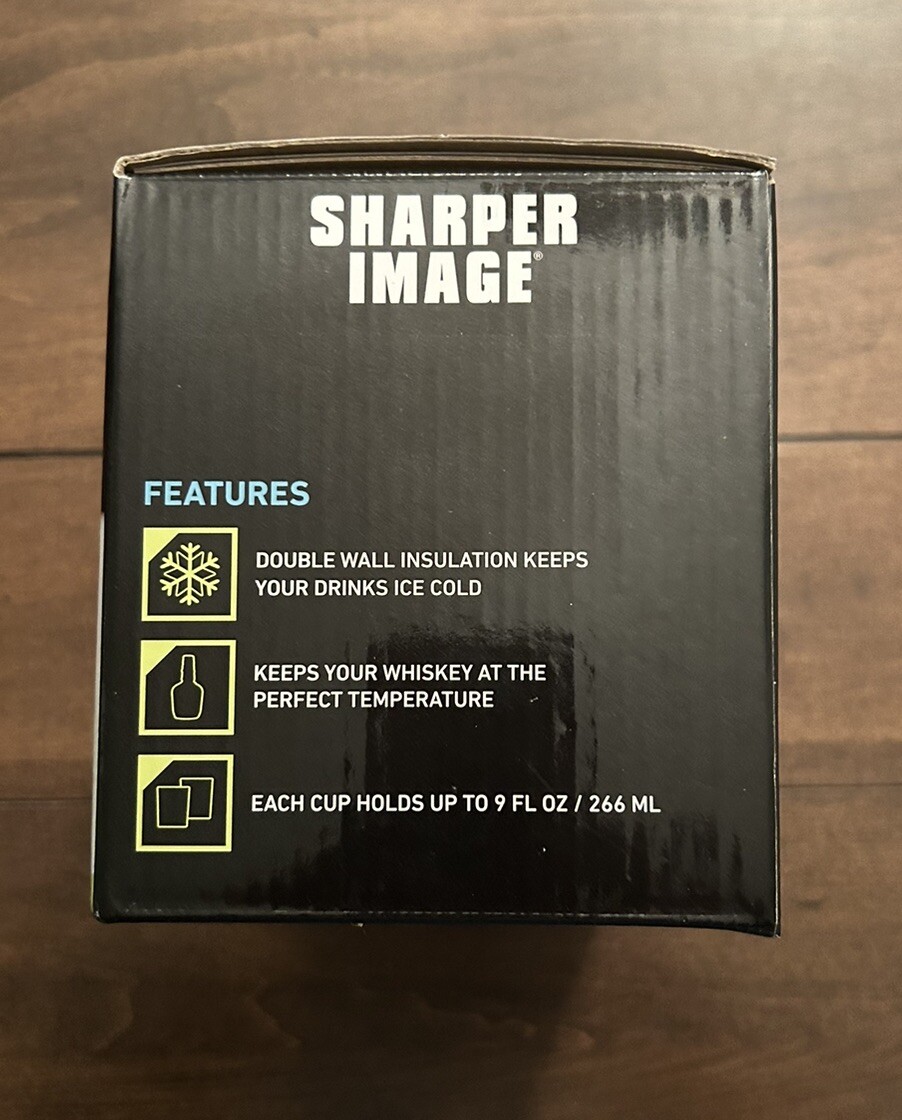 SHARPER
IMAGE®
FEATURES
DOUBLE WALL INSULATION KEEPS
YOUR DRINKS ICE COLD
KEEPS YOUR WHISKEY AT THE
PERFECT TEMPERATURE
EACH CUP HOLDS UP TO 9 FL OZ / 266 ML